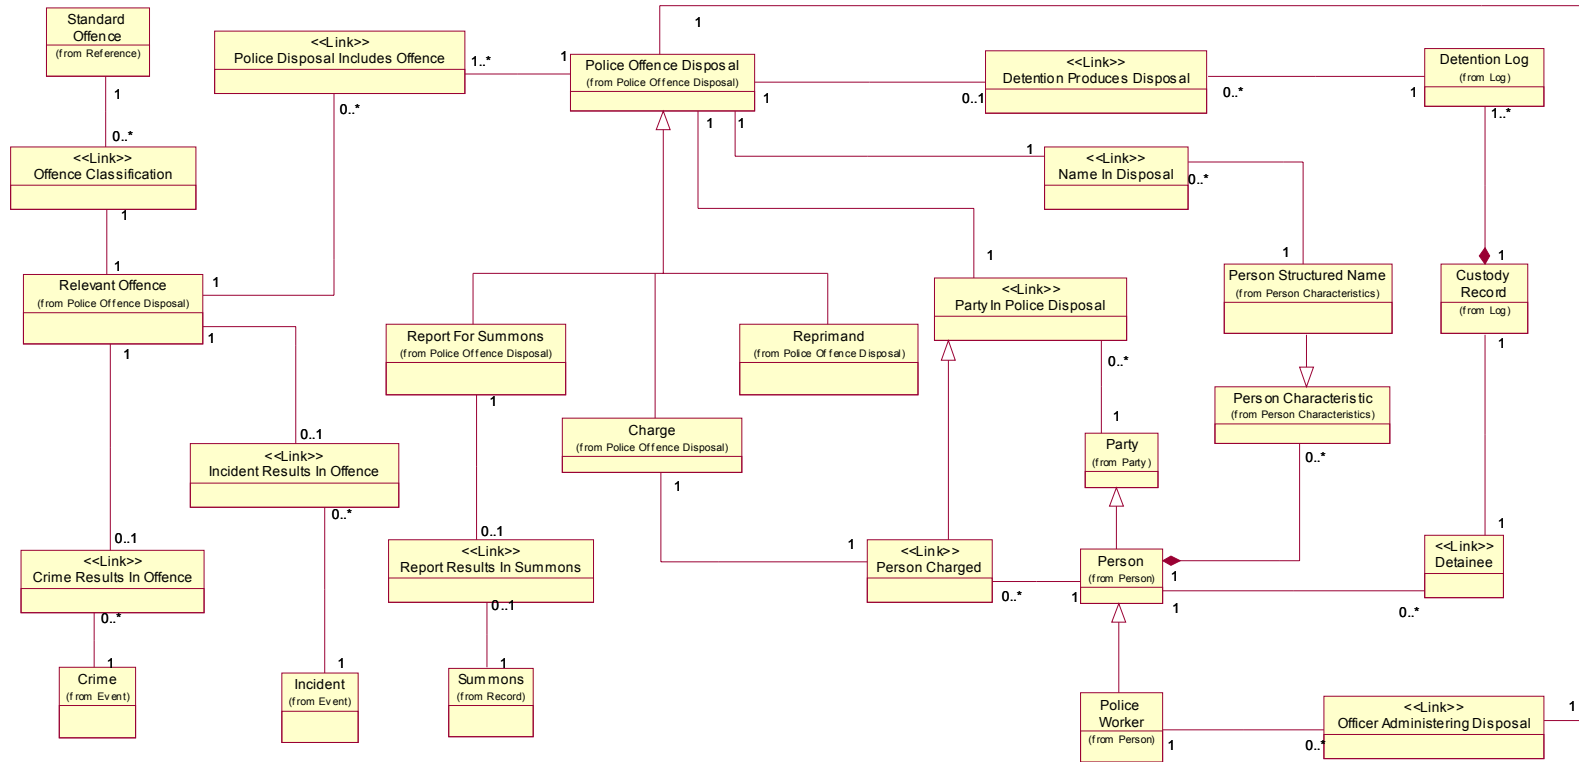 Standard
Offence
(from Reference)
1
0..*
<<Link>>
Offence Classification
1
1
Relevant Offence
(from Police Offence Disposal)
1
1
1
0..1
<<Link>>
Crime Results In Offence
0..*
1
Crime
(from Event)
<<Link>>
Police Disposal Includes Offence
1..*
1
0..*
0..1
<<Link>>
Incident Results In Offence
0..*
1
Incident
(from Event)
1
Police Offence Disposal
(from Police Offence Disposal)
1
1
1
Report For Summons
(from Police Offence Disposal)
1
0..1
<<Link>>
Report Results In Summons
0..1
1
Summons
(from Record)
Charge
(from Police Offence Disposal)
1
1
Reprimand
(from Police Offence Disposal)
<<Link>>
Detention Produces Disposal
0..1
0..*
1
Detention Log
(from Log)
1..*
1
<<Link>>
Name In Disposal
0..*
1
Person Structured Name
(from Person Characteristics)
1
Custody
Record
(from Log)
1
1
<<Link>>
Party In Police Disposal
0..*
1
Party
(from Party)
Person Characteristic
(from Person Characteristics)
0..*
<<Link>>
Person Charged
0..*
1
Person
(from Person)
1
1
0..*
1
<<Link>>
Detainee
Police
Worker
(from Person)
1
0..*
<<Link>>
Officer Administering Disposal
1